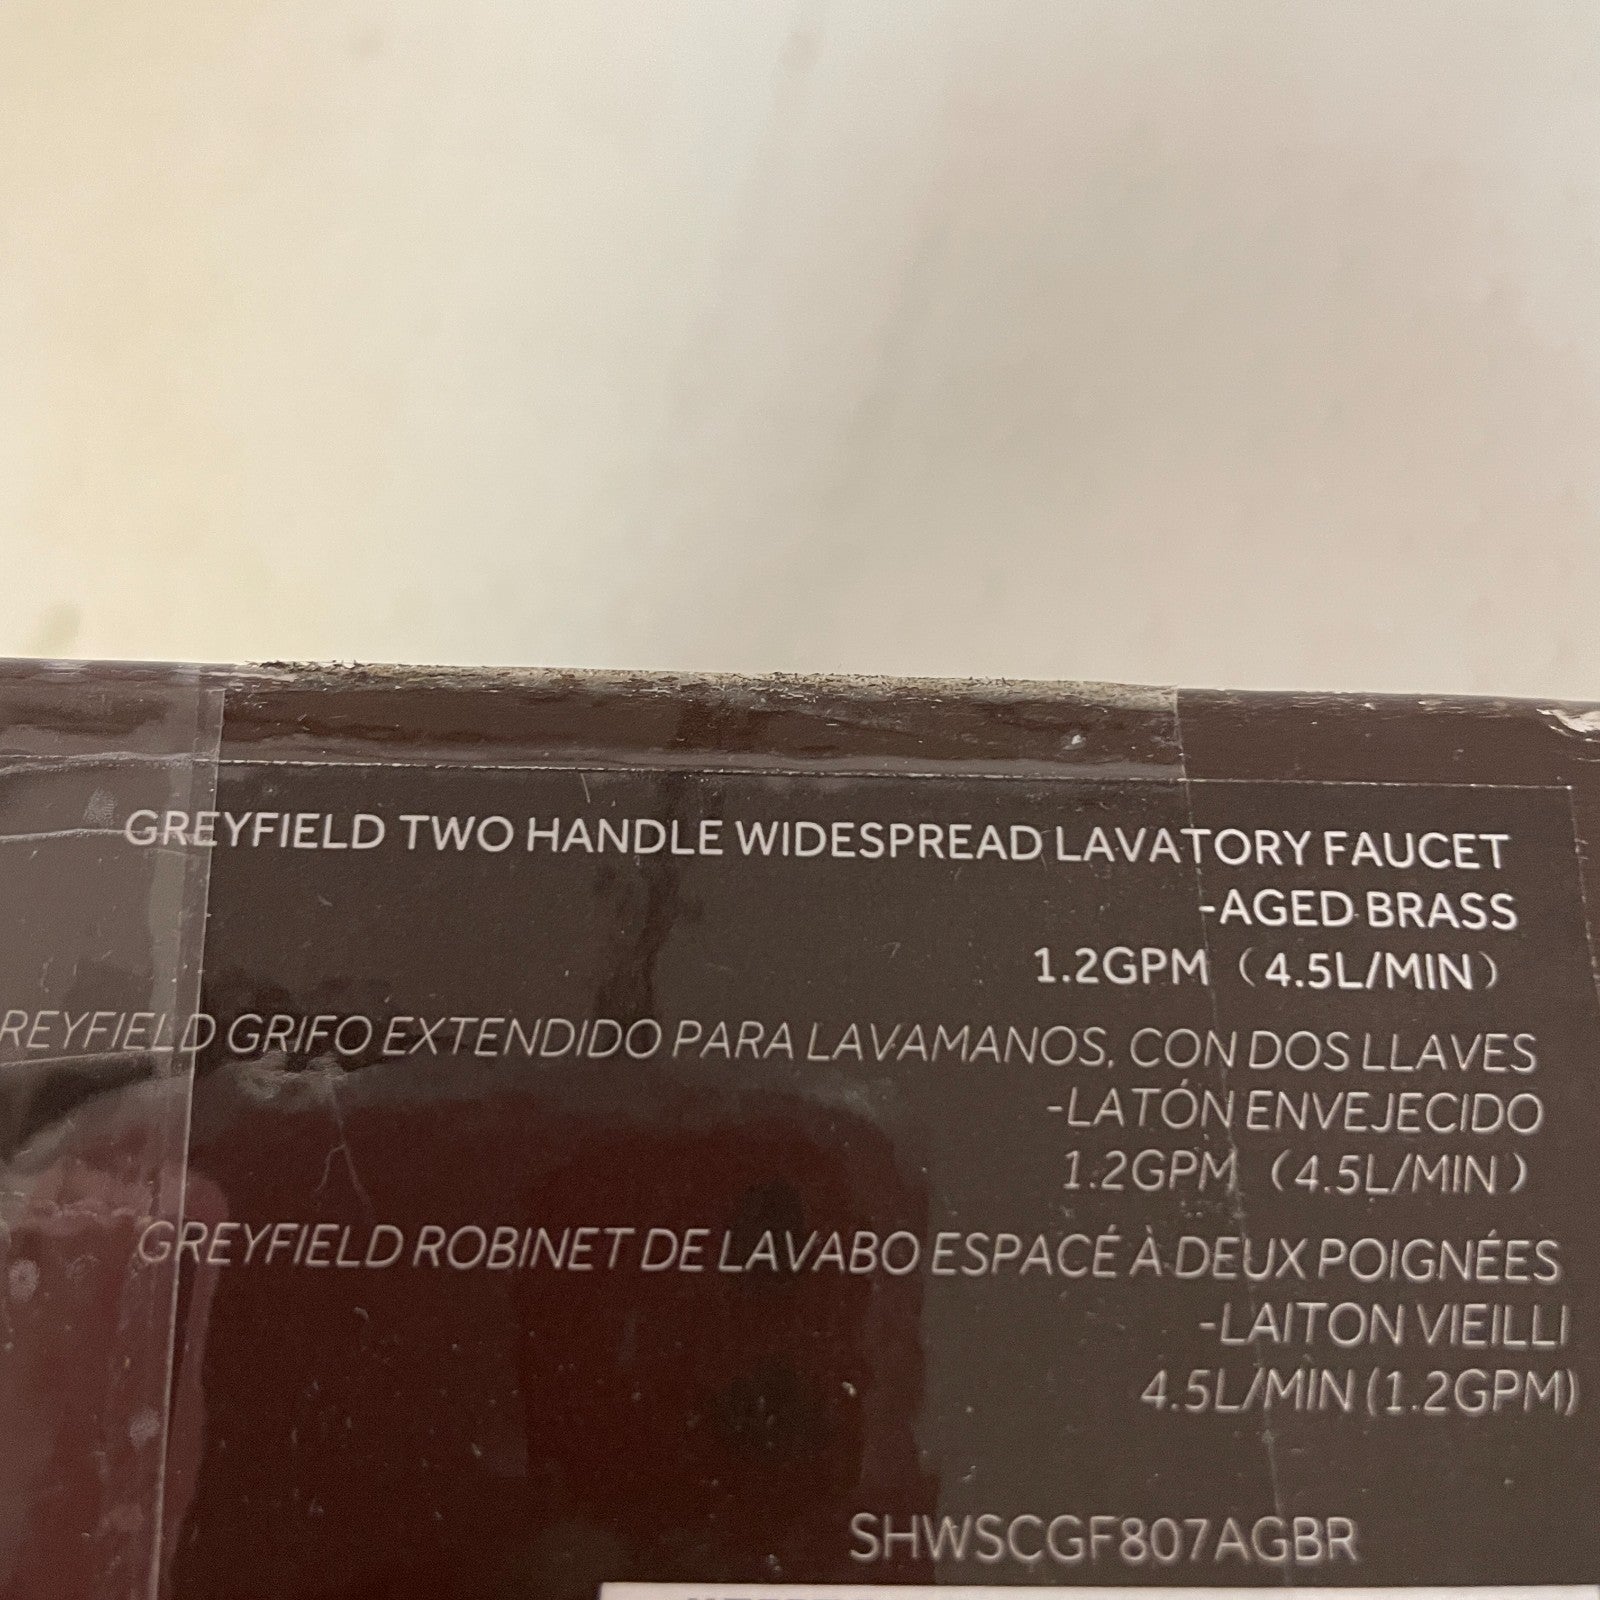 GREYFIELD TWO HANDLE WIDESPREAD LAVATORY FAUCET
-AGED BRASS
1.2GPM (4.5L/MIN)
REYFIELD GRIFO EXTENDIDO PARA LAVAMANOS, CON DOS LLAVES
-LATÓN ENVEJECIDO
1.2GPM (4.5L/MIN)
GREYFIELD ROBINET DE LAVABO ESPACÉ À DEUX POIGNÉES
-LAITON VIEILLI
4.5L/MIN (1.2GPM)
SHWSCGF807AGBR